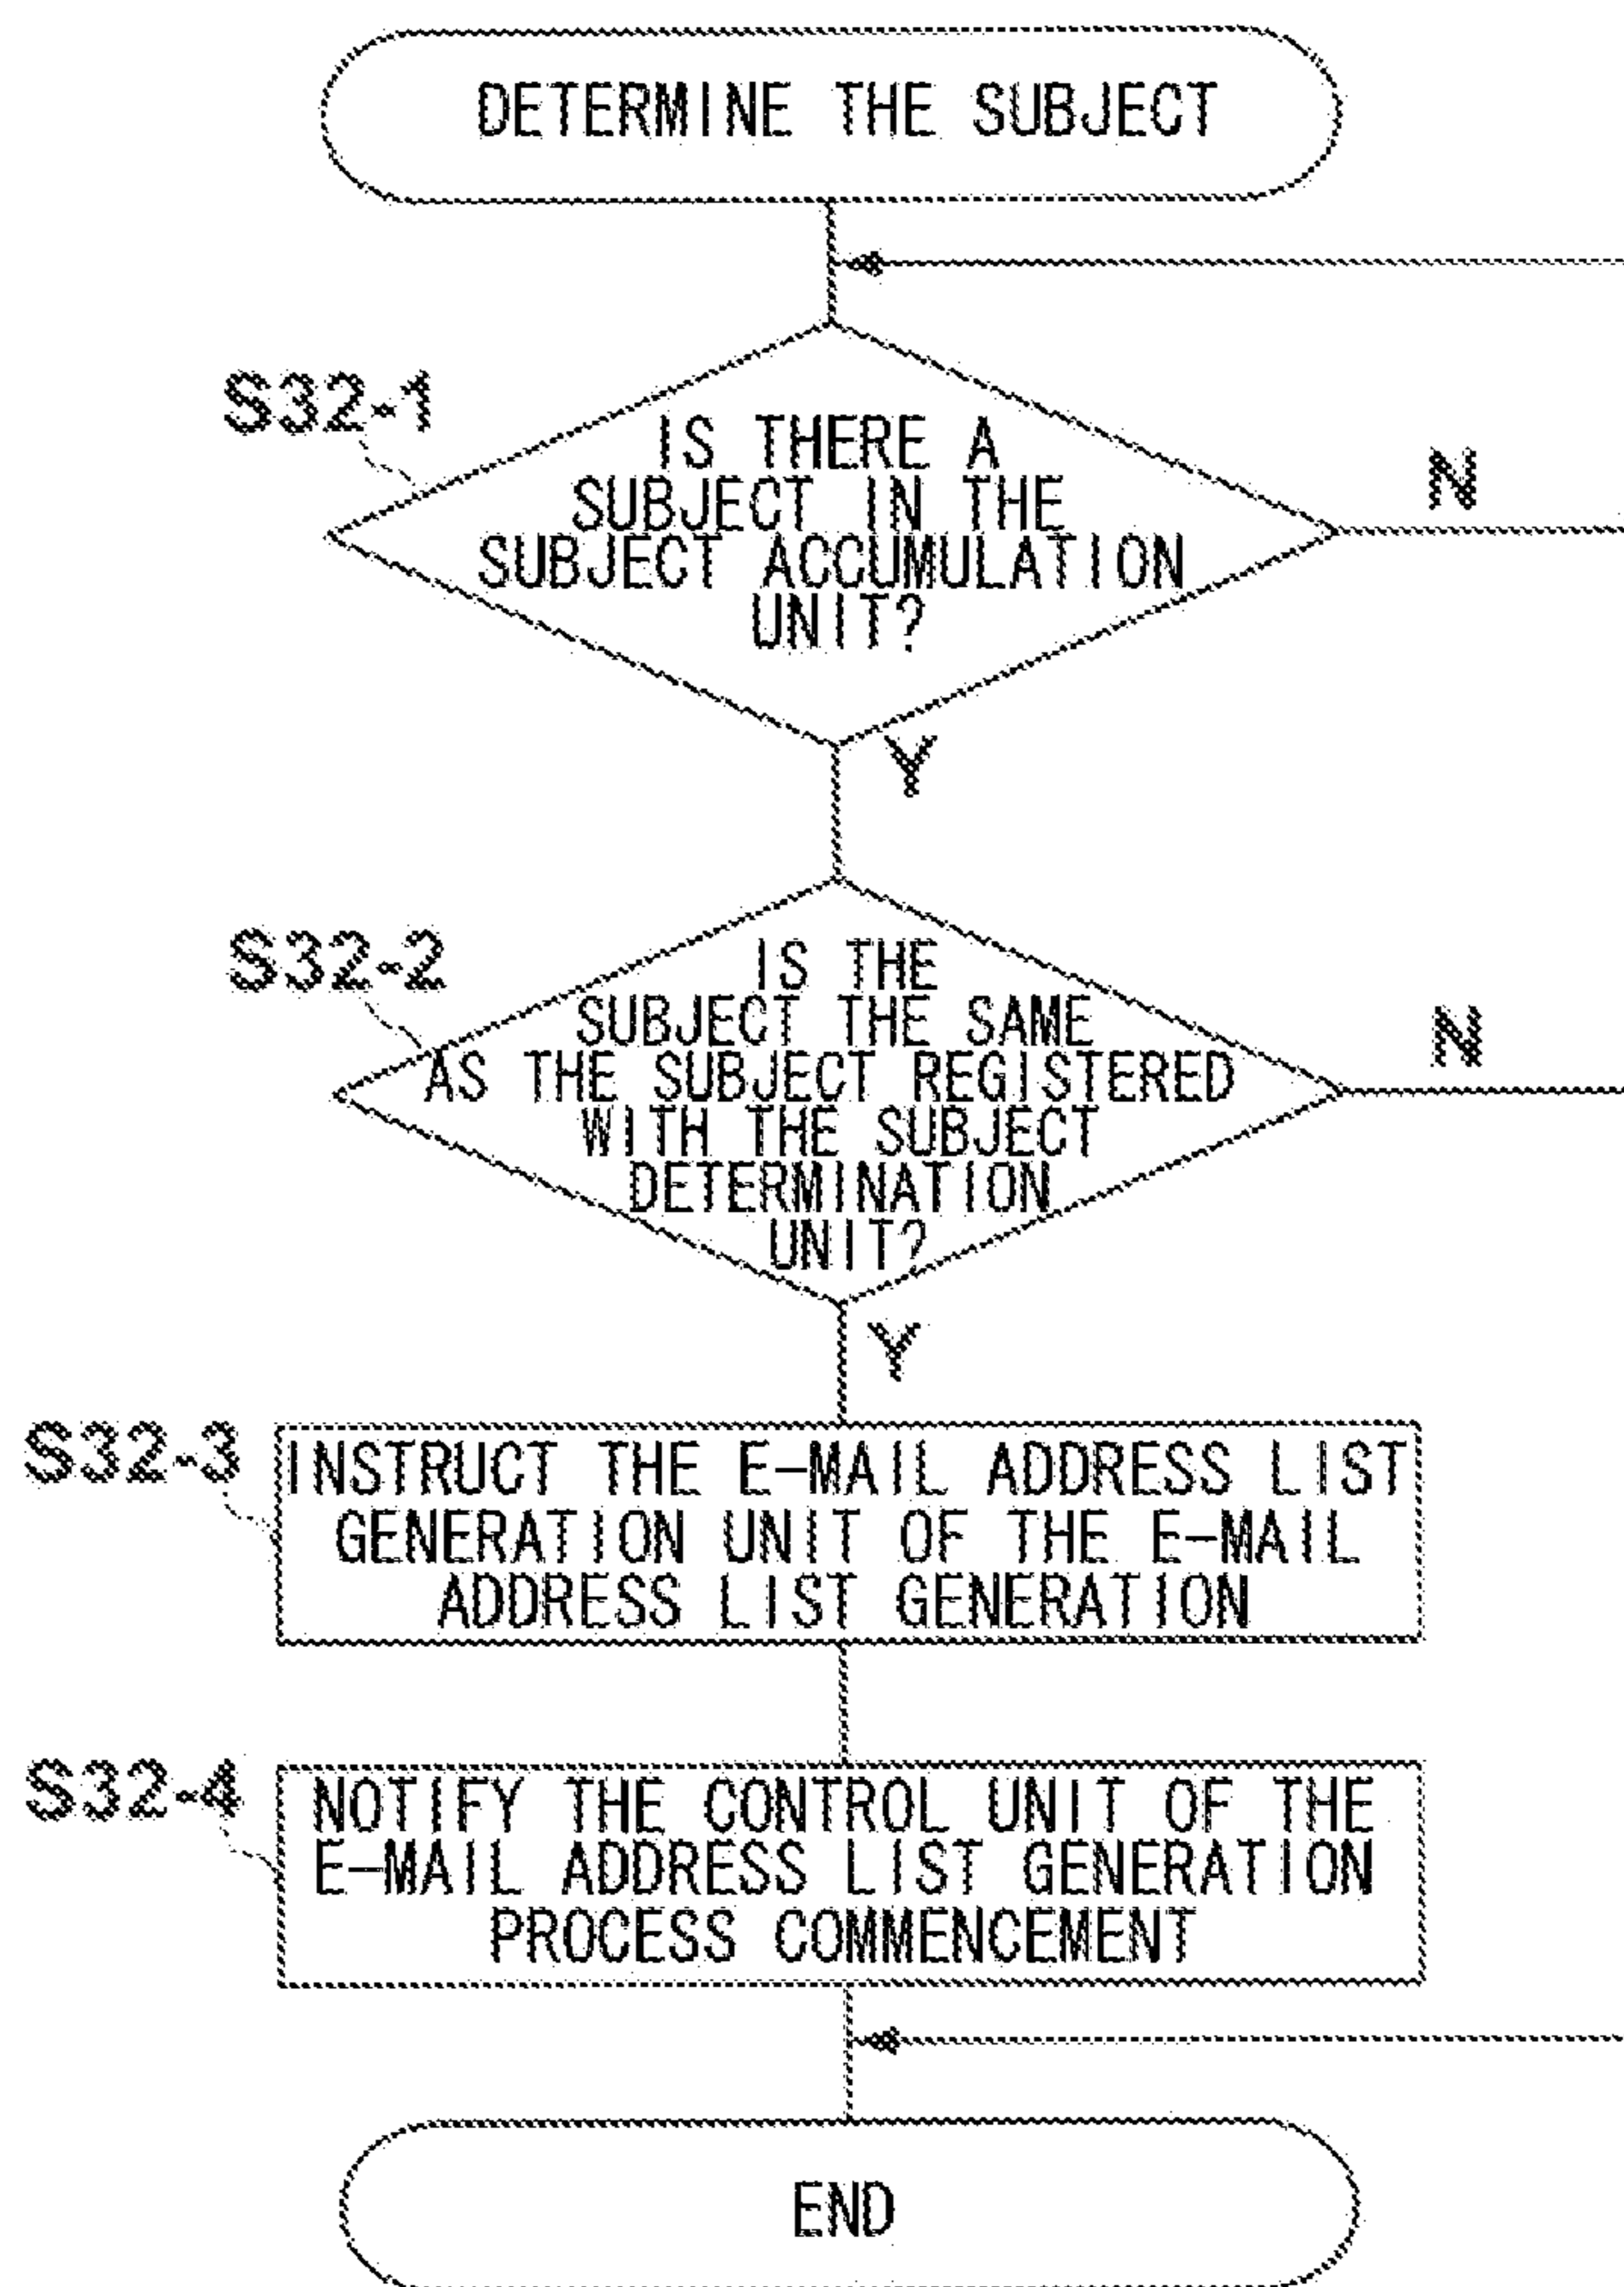 DETERMINE THE SUBJECT
S32-1
IS THERE A
SUBJECT IN THE
SUBJECT ACCUMULATION
UNIT?
N
Y
S32-2
IS THE
SUBJECT THE SAME
AS THE SUBJECT REGISTERED
WITH THE SUBJECT
DETERMINATION
UNIT?
N
Y
S32-3
INSTRUCT THE E-MAIL ADDRESS LIST
GENERATION UNIT OF THE E-MAIL
ADDRESS LIST GENERATION
S32-4
NOTIFY THE CONTROL UNIT OF THE
E-MAIL ADDRESS LIST GENERATION
PROCESS COMMENCEMENT
END